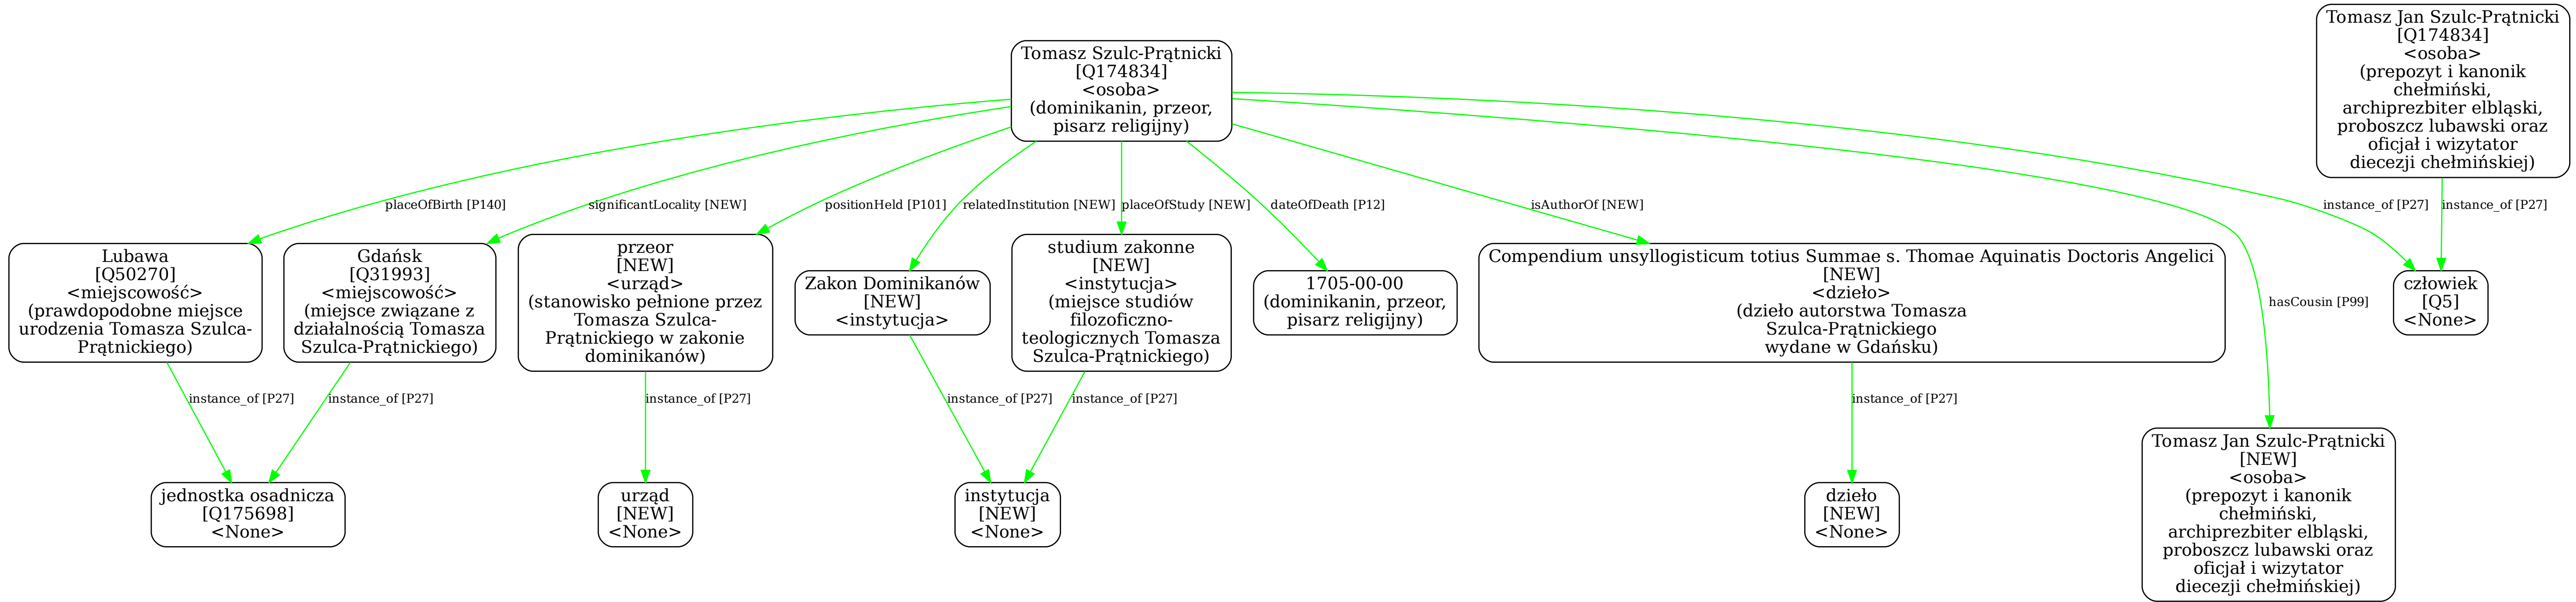 Tomasz Jan Szulc-Prątnicki
[Q174834]
<osoba>
(prepozyt i kanonik
chełmiński,
archiprezbiter elbląski,
proboszcz lubawski oraz
oficjał i wizytator
diecezji chełmińskiej)
Tomasz Szulc-Prątnicki
[Q174834]
<osoba>
(dominikanin, przeor,
pisarz religijny)
placeOfBirth [P140]
significantLocality [NEW]
positionHeld [P101]
relatedInstitution [NEW]
placeOfStudy [NEW]
dateOfDeath [P12]
isAuthorOf [NEW]
instance_of [P27]
instance_of [P27]
Lubawa
[Q50270]
<miejscowość>
(prawdopodobne miejsce
urodzenia Tomasza Szulca-
Prątnickiego)
Gdańsk
[Q31993]
<miejscowość>
(miejsce związane z
działalnością Tomasza
Szulca-Prątnickiego)
przeor
[NEW]
<urząd>
(stanowisko pełnione przez
Tomasza Szulca-
Prątnickiego w zakonie
dominikanów)
Zakon Dominikanów
[NEW]
<instytucja>
studium zakonne
[NEW]
<instytucja>
(miejsce studiów
filozoficzno-
teologicznych Tomasza
Szulca-Prątnickiego)
1705-00-00
(dominikanin, przeor,
pisarz religijny)
Compendium unsyllogisticum totius Summae s. Thomae Aquinatis Doctoris Angelici
[NEW]
<dzieło>
(dzieło autorstwa Tomasza
Szulca-Prątnickiego
wydane w Gdańsku)
hasCousin [P99]
człowiek
[Q5]
<None>
instance_of [P27]
instance_of [P27]
instance_of [P27]
instance_of [P27]
instance_of [P27]
instance_of [P27]
jednostka osadnicza
[Q175698]
<None>
urząd
[NEW]
<None>
instytucja
[NEW]
<None>
dzieło
[NEW]
<None>
Tomasz Jan Szulc-Prątnicki
[NEW]
<osoba>
(prepozyt i kanonik
chełmiński,
archiprezbiter elbląski,
proboszcz lubawski oraz
oficjał i wizytator
diecezji chełmińskiej)